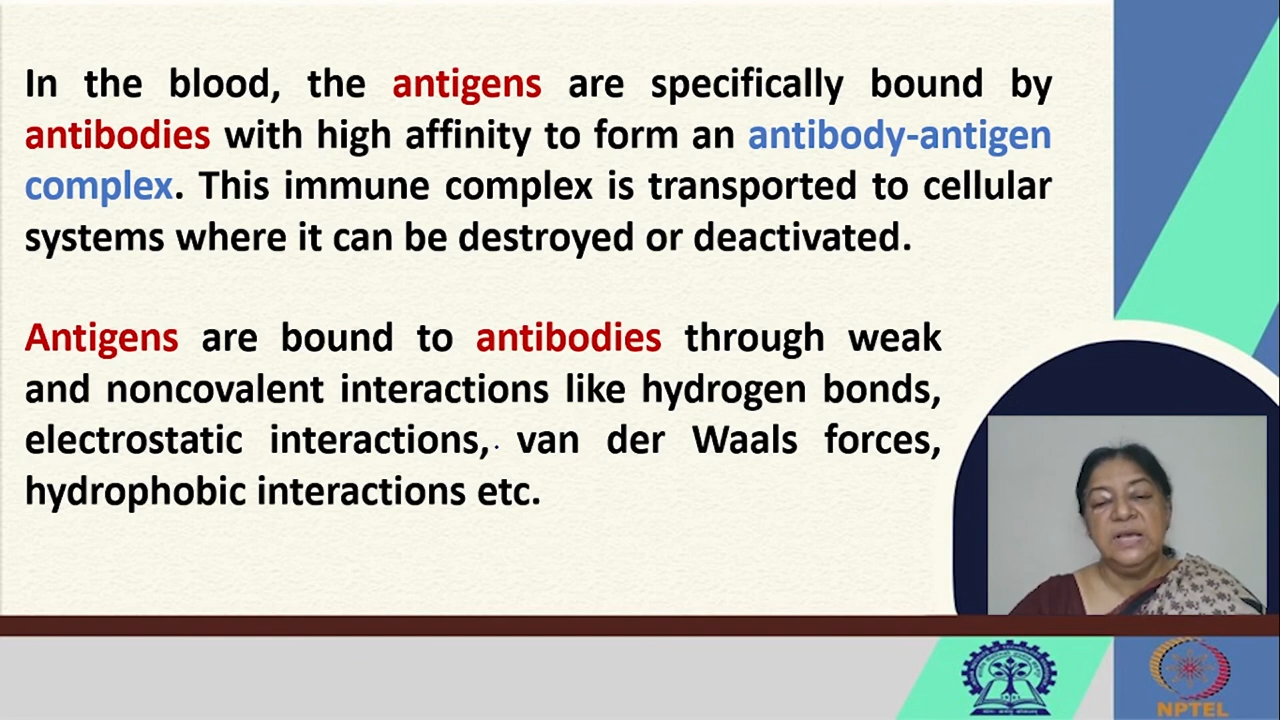 In the blood, the antigens are specifically bound by
antibodies with high affinity to form an antibody-antigen
complex. This immune complex is transported to cellular
systems where it can be destroyed or deactivated.
Antigens are bound to antibodies through weak
and noncovalent interactions like hydrogen bonds,
electrostatic interactions, van der Waals forces,
hydrophobic interactions etc.
NPTEL